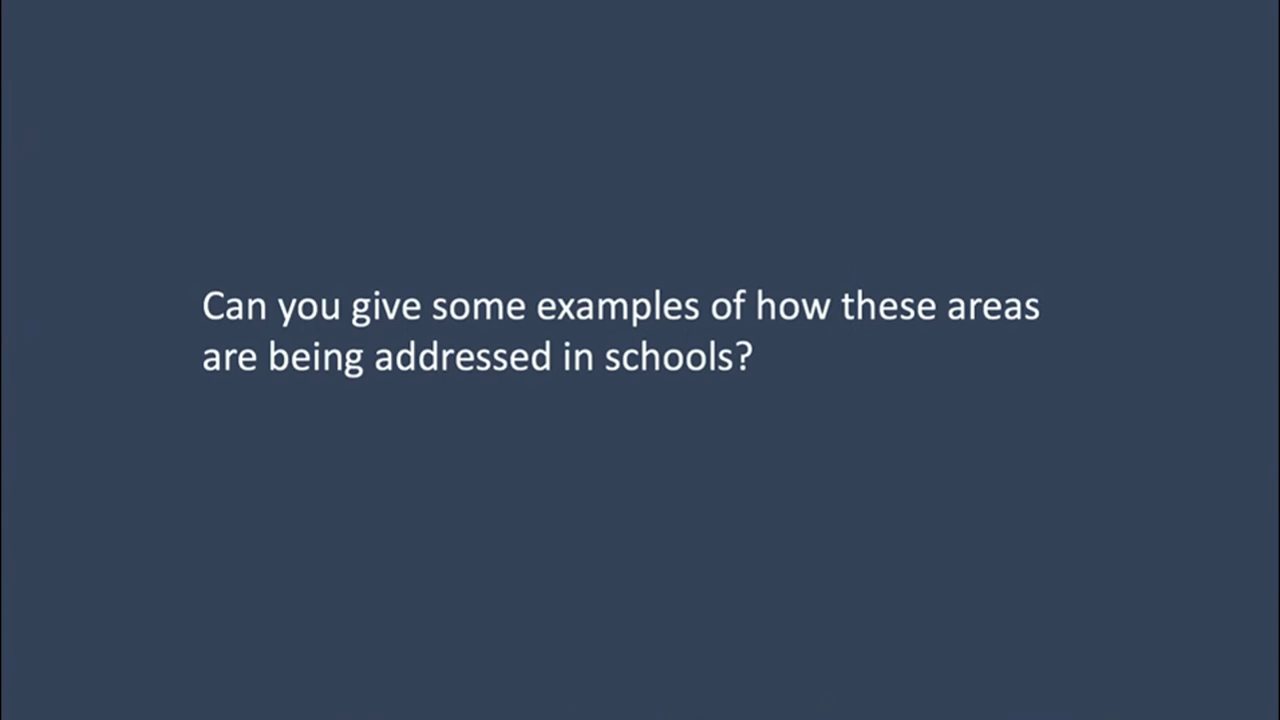 Can you give some examples of how these areas
are being addressed in schools?